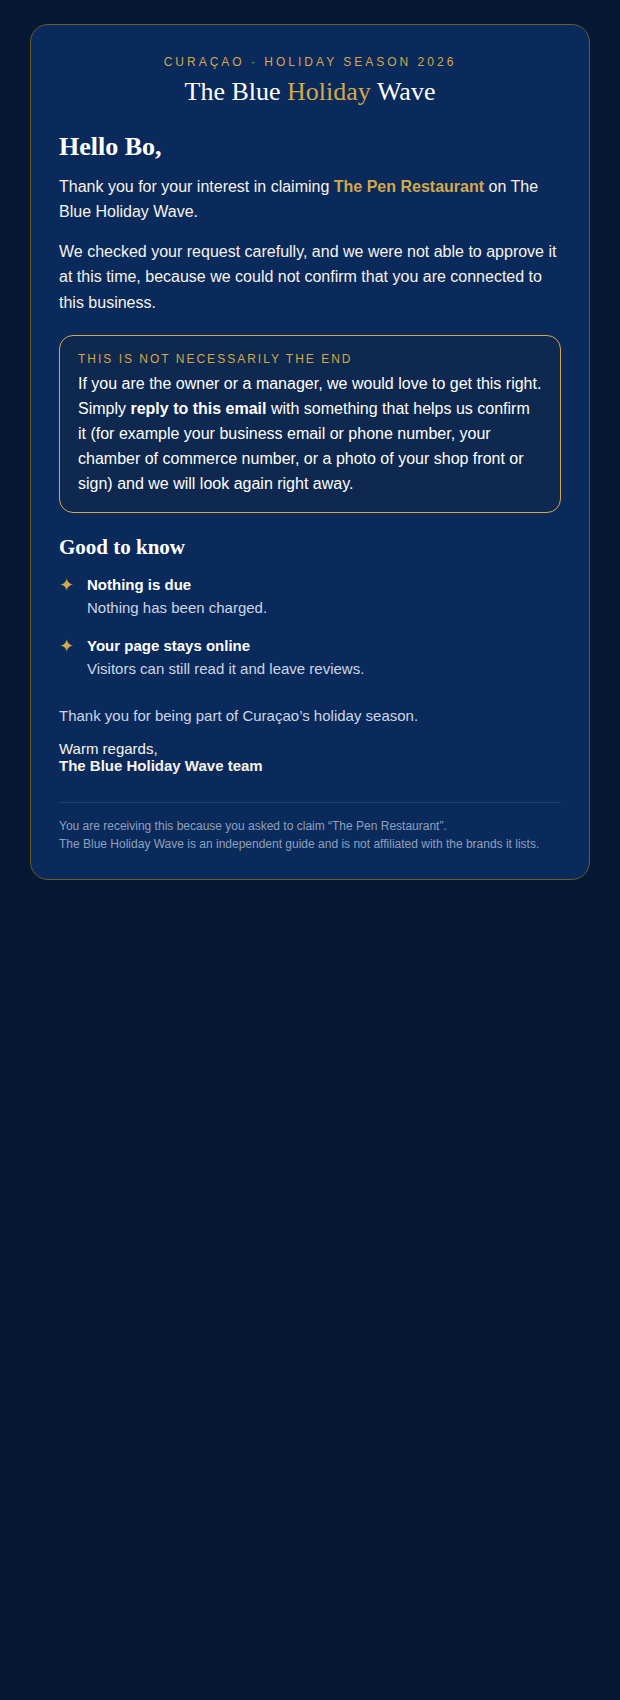 CURAÇAO · HOLIDAY SEASON 2026
The Blue Holiday Wave
Hello Bo,
Thank you for your interest in claiming The Pen Restaurant on The
Blue Holiday Wave.
We checked your request carefully, and we were not able to approve it
at this time, because we could not confirm that you are connected to
this business.
THIS IS NOT NECESSARILY THE END
If you are the owner or a manager, we would love to get this right.
Simply reply to this email with something that helps us confirm
it (for example your business email or phone number, your
chamber of commerce number, or a photo of your shop front or
sign) and we will look again right away.
Good to know
✦ Nothing is due
Nothing has been charged.
✦ Your page stays online
Visitors can still read it and leave reviews.
Thank you for being part of Curaçao’s holiday season.
Warm regards,
The Blue Holiday Wave team
You are receiving this because you asked to claim “The Pen Restaurant”.
The Blue Holiday Wave is an independent guide and is not affiliated with the brands it lists.